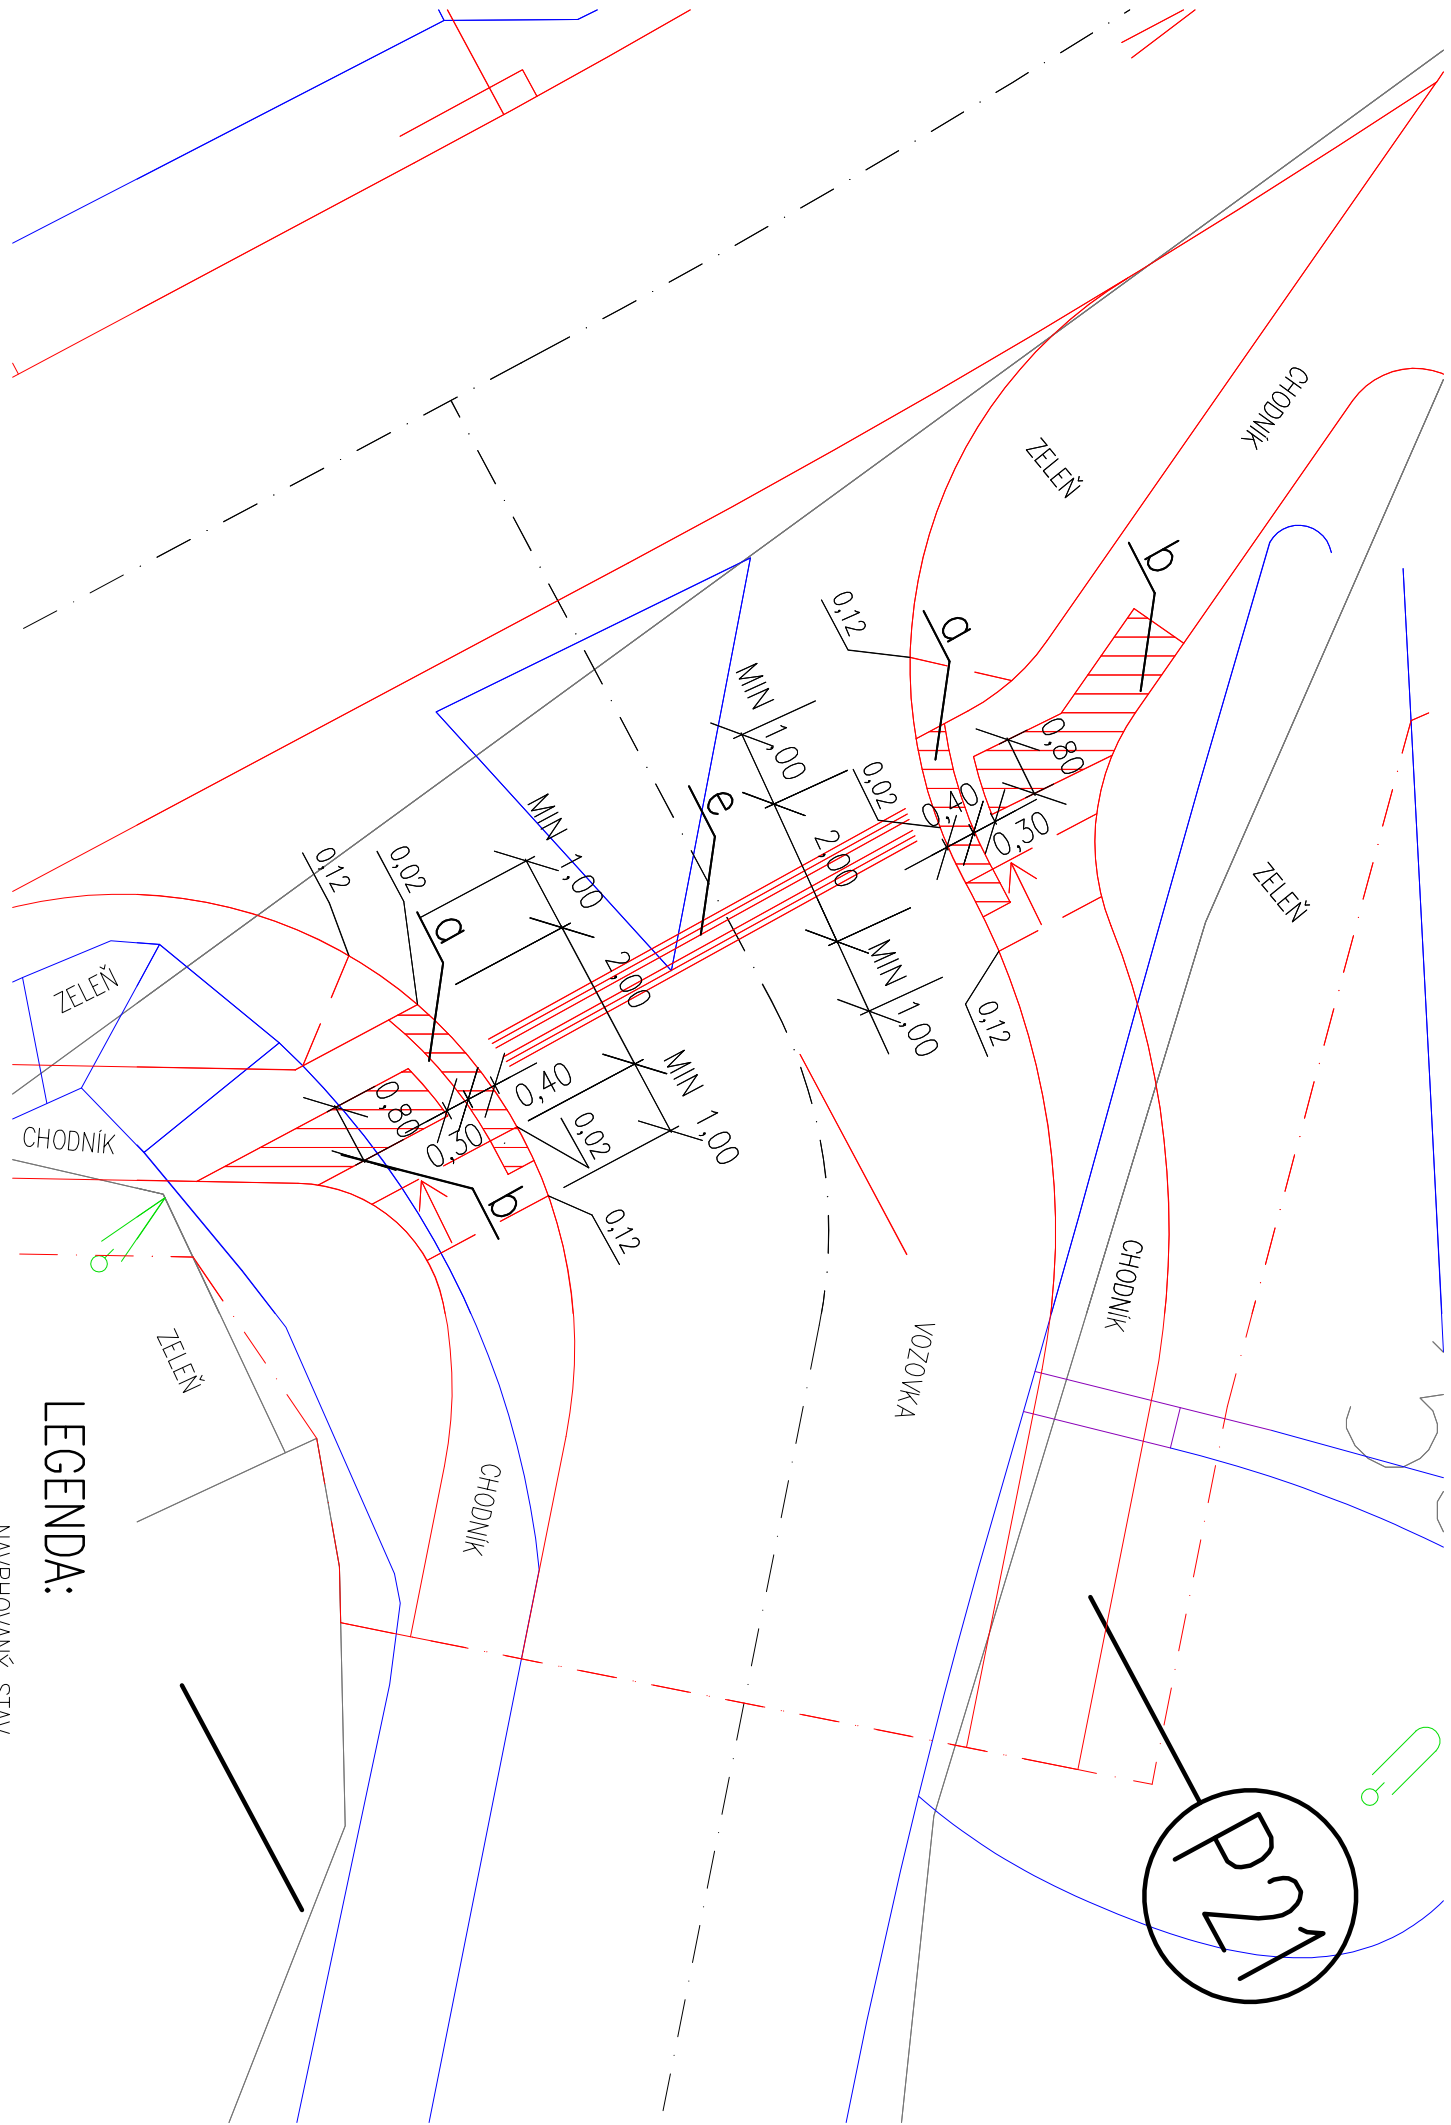 CHODNÍK
ZELEŇ
b
a
0,12
MIN 1,00
0,80
0,02
0,40
0,30
e
2,00
MIN 1,00
MIN 1,00
0,12
0,02
2,00
ZELEŇ
a
0,12
ZELEŇ
MIN 1,00
0,40
0,80
0,02
0,30
CHODNÍK
b
0,12
CHODNÍK
ZELEŇ
VOZOVKA
LEGENDA:
CHODNÍK
NAVRHOVANÝ STAV
P21